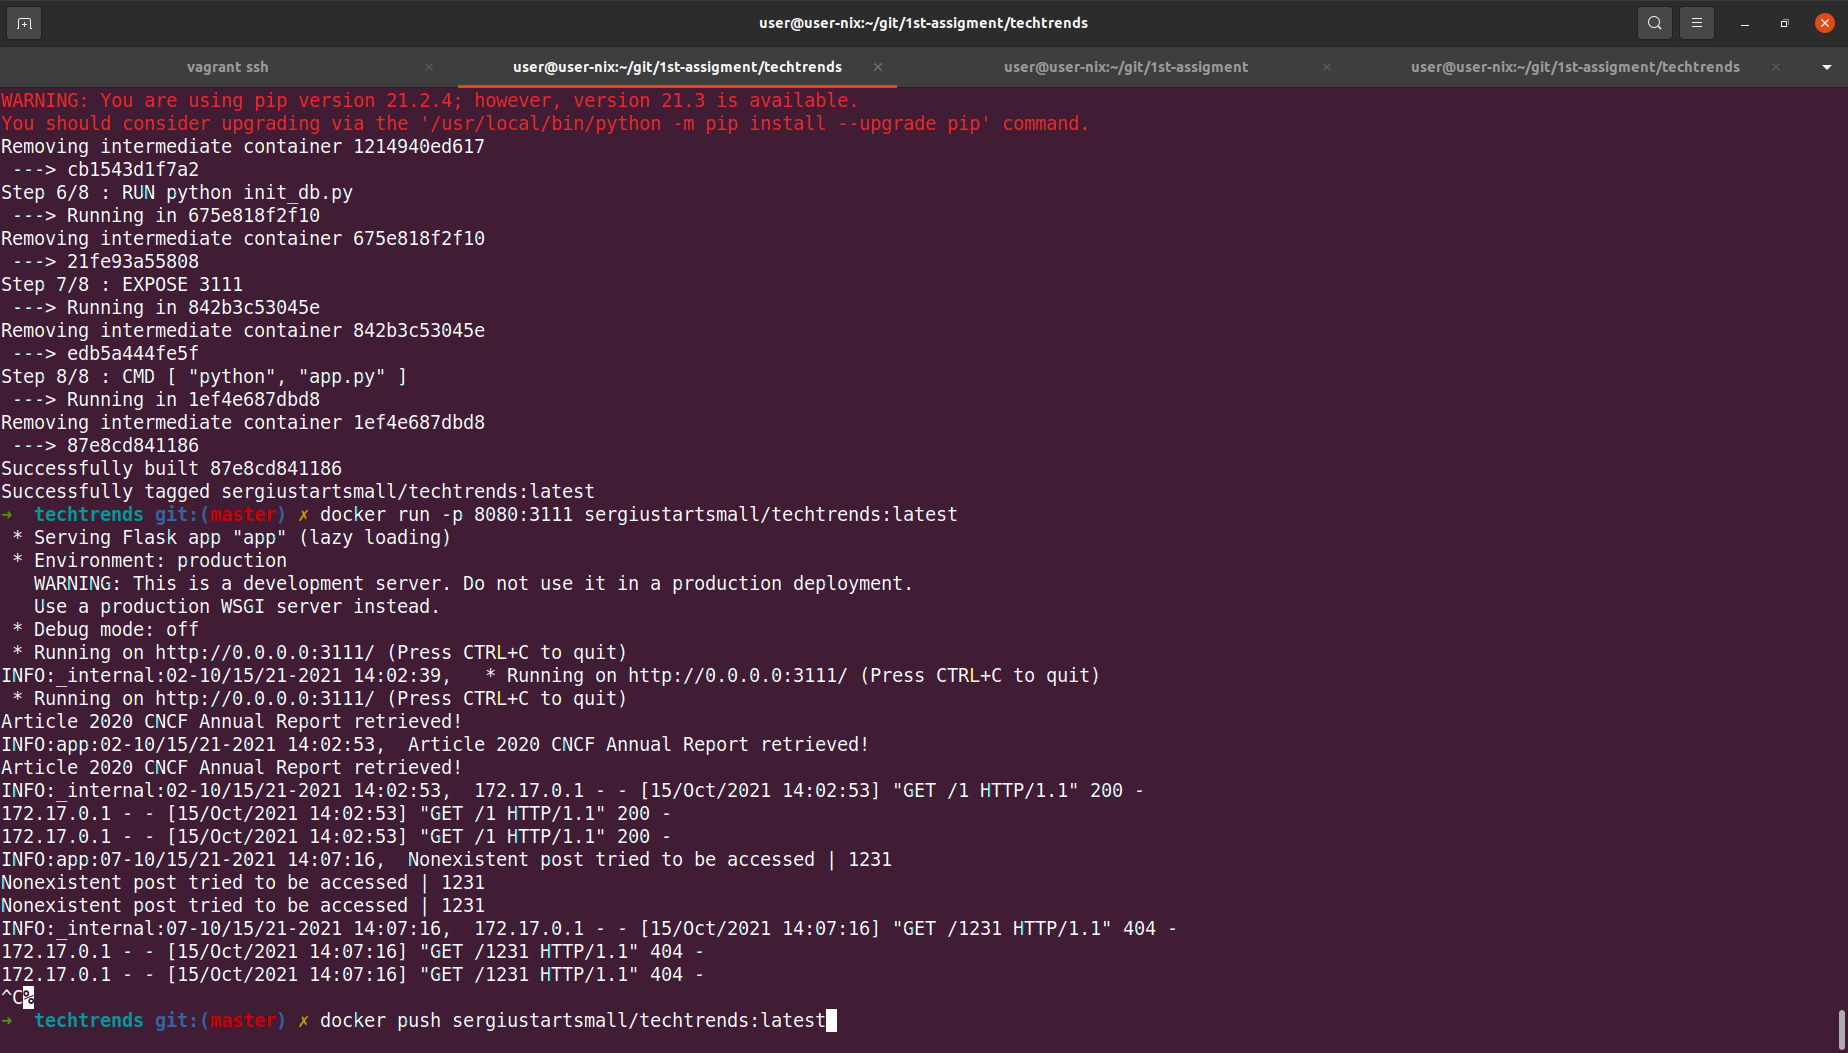 user@user-nix:~/git/1st-assigment/techtrends
vagrant ssh
user@user-nix:~/git/1st-assigment/techtrends
user@user-nix:~/git/1st-assigment
user@user-nix:~/git/1st-assigment/techtrends
WARNING: You are using pip version 21.2.4; however, version 21.3 is available.
You should consider upgrading via the '/usr/local/bin/python -m pip install --upgrade pip' command.
Removing intermediate container 1214940ed617
 ---> cb1543d1f7a2
Step 6/8 : RUN python init_db.py
 ---> Running in 675e818f2f10
Removing intermediate container 675e818f2f10
 ---> 21fe93a55808
Step 7/8 : EXPOSE 3111
 ---> Running in 842b3c53045e
Removing intermediate container 842b3c53045e
 ---> edb5a444fe5f
Step 8/8 : CMD [ "python", "app.py" ]
 ---> Running in 1ef4e687dbd8
Removing intermediate container 1ef4e687dbd8
 ---> 87e8cd841186
Successfully built 87e8cd841186
Successfully tagged sergiustartsmall/techtrends:latest
→  techtrends git:(master) ✗ docker run -p 8080:3111 sergiustartsmall/techtrends:latest
 * Serving Flask app "app" (lazy loading)
 * Environment: production
   WARNING: This is a development server. Do not use it in a production deployment.
   Use a production WSGI server instead.
 * Debug mode: off
 * Running on http://0.0.0.0:3111/ (Press CTRL+C to quit)
INFO:_internal:02-10/15/21-2021 14:02:39,   * Running on http://0.0.0.0:3111/ (Press CTRL+C to quit)
 * Running on http://0.0.0.0:3111/ (Press CTRL+C to quit)
Article 2020 CNCF Annual Report retrieved!
INFO:app:02-10/15/21-2021 14:02:53,  Article 2020 CNCF Annual Report retrieved!
Article 2020 CNCF Annual Report retrieved!
INFO:_internal:02-10/15/21-2021 14:02:53,  172.17.0.1 - - [15/Oct/2021 14:02:53] "GET /1 HTTP/1.1" 200 -
172.17.0.1 - - [15/Oct/2021 14:02:53] "GET /1 HTTP/1.1" 200 -
172.17.0.1 - - [15/Oct/2021 14:02:53] "GET /1 HTTP/1.1" 200 -
INFO:app:07-10/15/21-2021 14:07:16,  Nonexistent post tried to be accessed | 1231
Nonexistent post tried to be accessed | 1231
Nonexistent post tried to be accessed | 1231
INFO:_internal:07-10/15/21-2021 14:07:16,  172.17.0.1 - - [15/Oct/2021 14:07:16] "GET /1231 HTTP/1.1" 404 -
172.17.0.1 - - [15/Oct/2021 14:07:16] "GET /1231 HTTP/1.1" 404 -
172.17.0.1 - - [15/Oct/2021 14:07:16] "GET /1231 HTTP/1.1" 404 -
^C%
→  techtrends git:(master) ✗ docker push sergiustartsmall/techtrends:latest